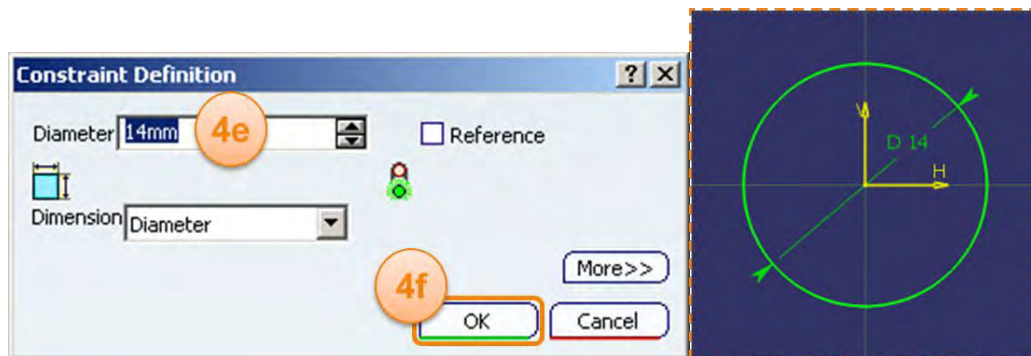 Constraint Definition
Diameter 14mm 4e Reference
Dimension Diameter
More>>
4f
OK Cancel
V
D 14
H